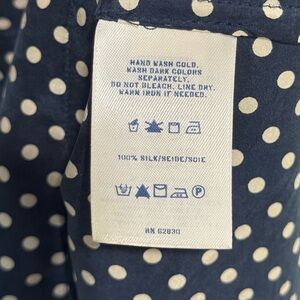 HAND WASH COLD.
WASH DARK COLORS
SEPARATELY.
DO NOT BLEACH. LINE DRY.
WARM IRON IF NEEDED.
100% SILK/SEIDE/SOIE
P
RN 62830